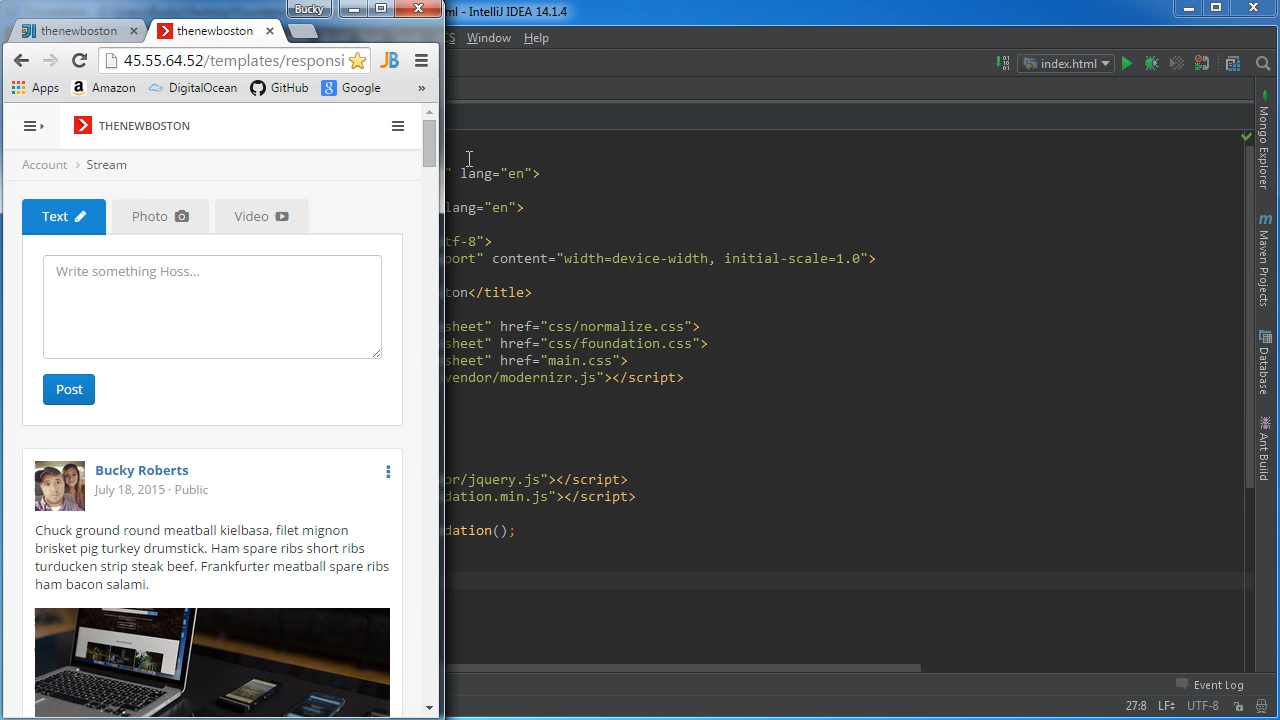 Bucky
ml - IntelliJ IDEA 14.1.4
thenewboston
thenewboston
45.55.64.52/templates/responsi
JB
Apps
Amazon
DigitalOcean
GitHub
Google
»
THENEWBOSTON
Account
Stream
Text
Photo
Video
Write something Hoss...
Post
Bucky Roberts
July 18, 2015 · Public
Chuck ground round meatball kielbasa, filet mignon
brisket pig turkey drumstick. Ham spare ribs short ribs
turducken strip steak beef. Frankfurter meatball spare ribs
ham bacon salami.
Window
Help
index.html
" lang="en">
lang="en">
tf-8">
port" content="width=device-width, initial-scale=1.0">
ton</title>
sheet" href="css/normalize.css">
sheet" href="css/foundation.css">
sheet" href="main.css">
vendor/modernizr.js"></script>
or/jquery.js"></script>
dation.min.js"></script>
dation();
Mongo Explorer
Maven Projects
Database
Ant Build
Event Log
27:8
LF
UTF-8